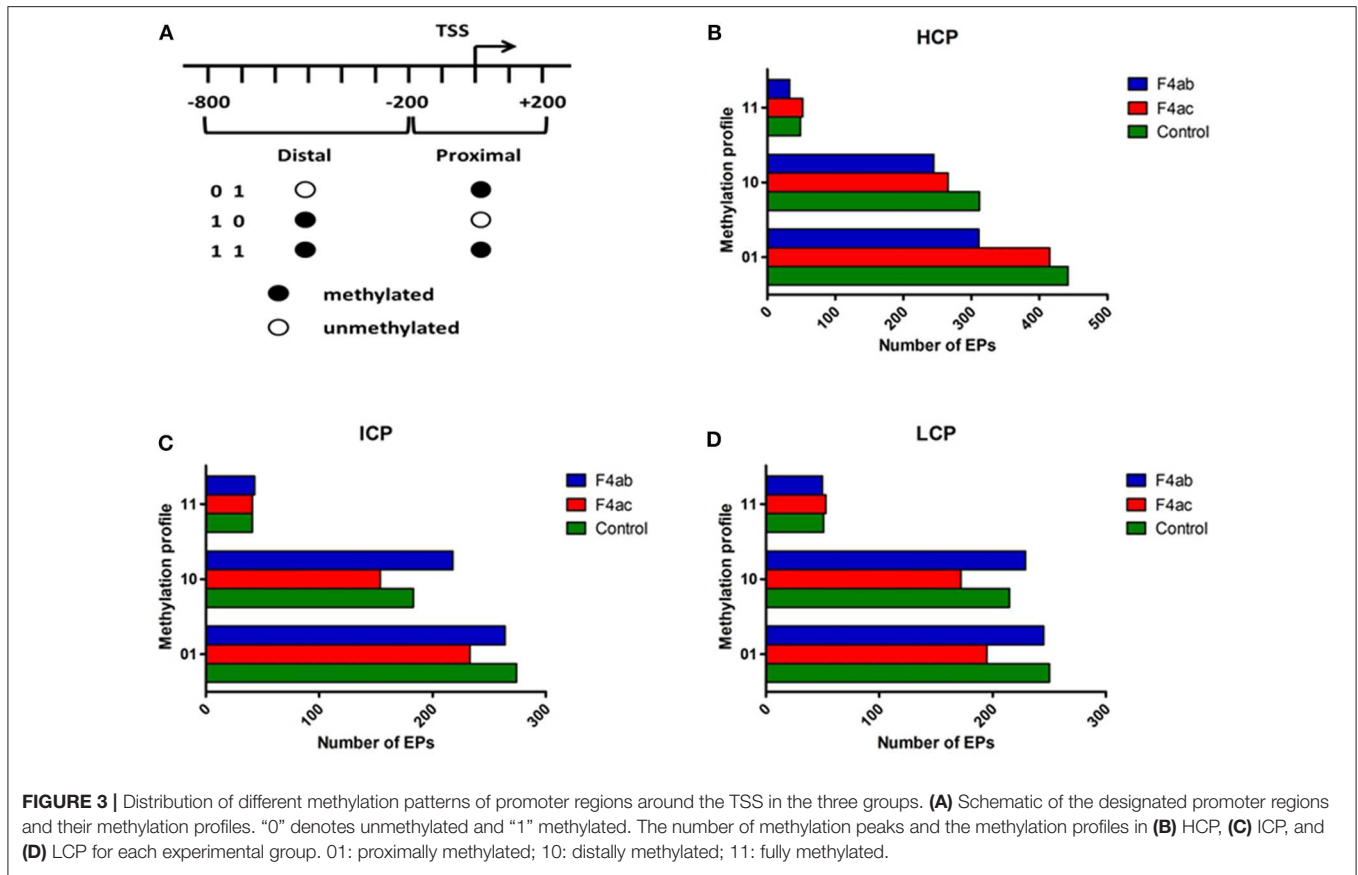 A
TSS
-800 -200 +200
Distal Proximal
0 1
1 0
1 1
methylated
unmethylated
B
HCP
Methylation profile
11
10
01
0 100 200 300 400 500
Number of EPs
F4ab
F4ac
Control
C
ICP
Methylation profile
11
10
01
0 100 200 300
Number of EPs
F4ab
F4ac
Control
D
LCP
Methylation profile
11
10
01
0 100 200 300
Number of EPs
F4ab
F4ac
Control
FIGURE 3 | Distribution of different methylation patterns of promoter regions around the TSS in the three groups. (A) Schematic of the designated promoter regions
and their methylation profiles. “0” denotes unmethylated and “1” methylated. The number of methylation peaks and the methylation profiles in (B) HCP, (C) ICP, and
(D) LCP for each experimental group. 01: proximally methylated; 10: distally methylated; 11: fully methylated.